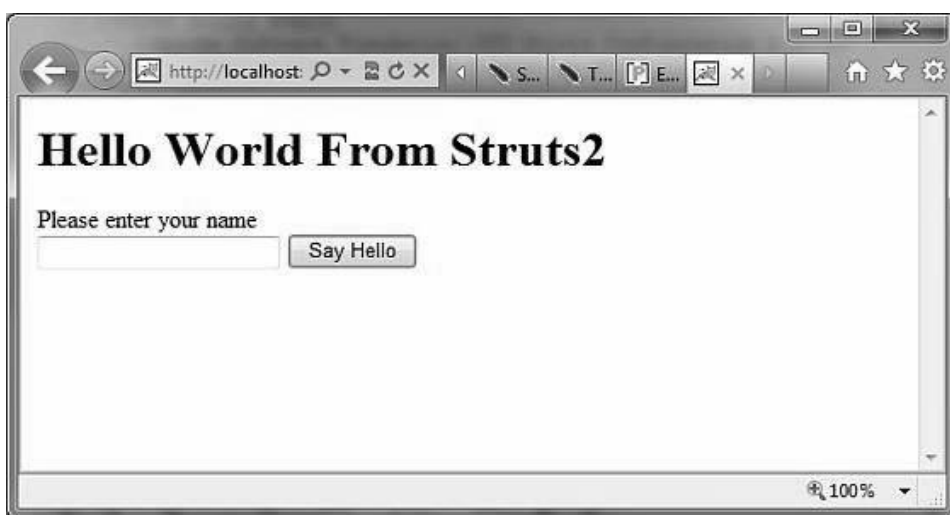 http://localhost:
S... T... E...
Hello World From Struts2
Please enter your name
Say Hello
100%